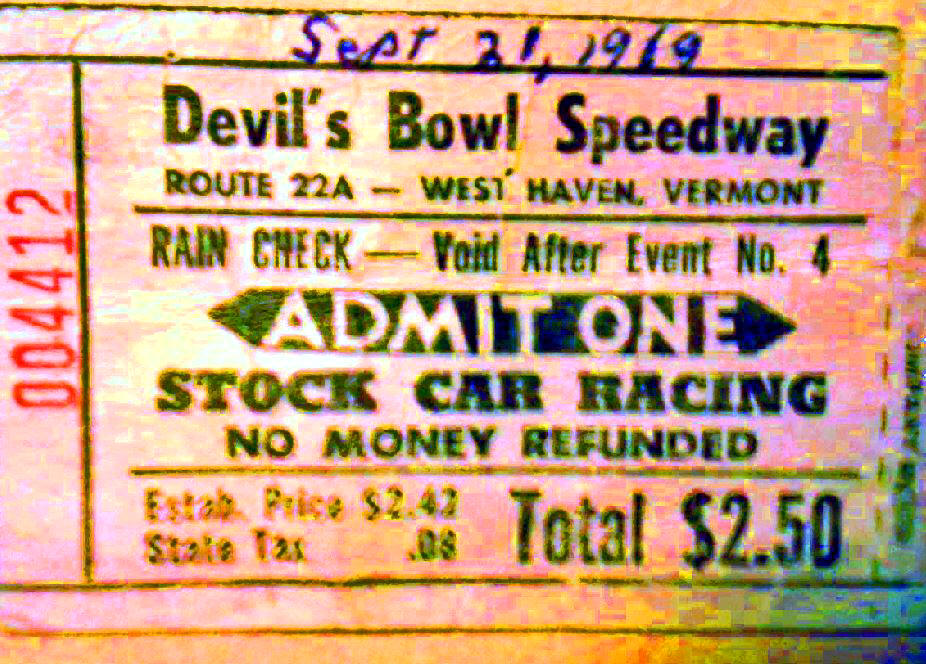 Sept 21, 1969
Devil's Bowl Speedway
ROUTE 22A — WEST HAVEN, VERMONT
RAIN CHECK — Void After Event No. 4
ADMIT ONE
STOCK CAR RACING
NO MONEY REFUNDED
Estab. Price $2.42
State Tax .08
Total $2.50
004412